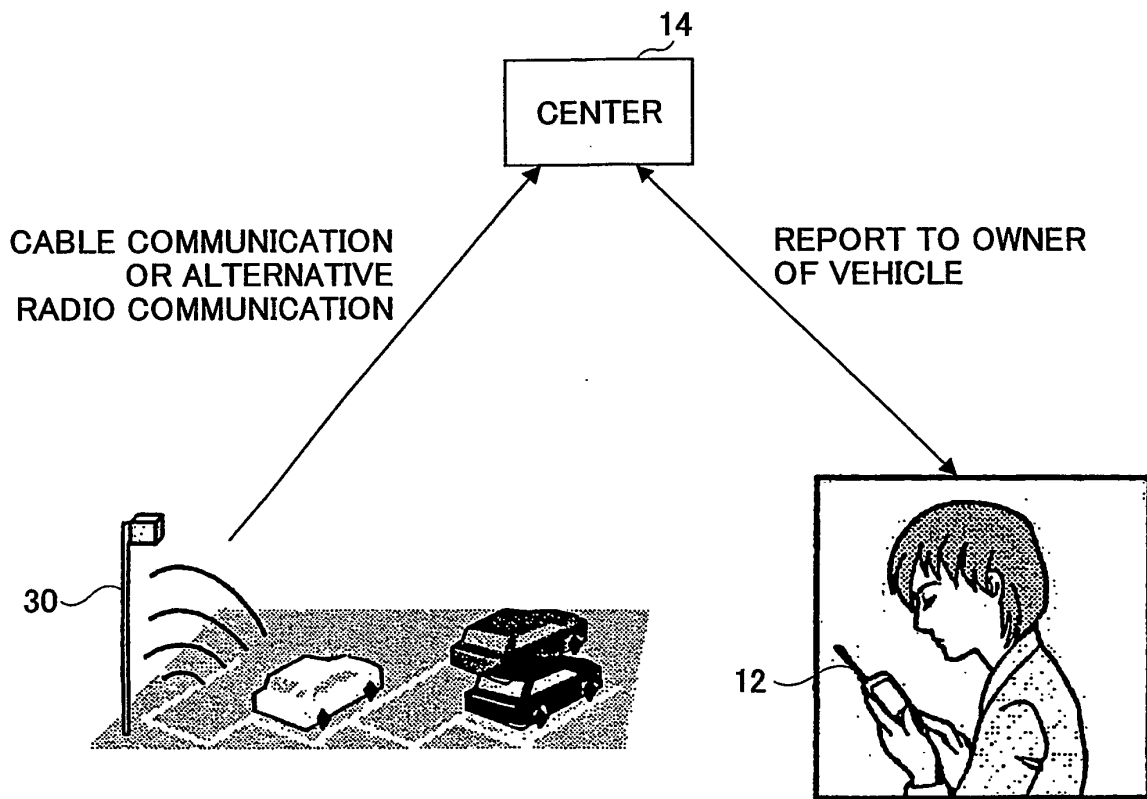 14
CENTER
CABLE COMMUNICATION
OR ALTERNATIVE
RADIO COMMUNICATION
REPORT TO OWNER
OF VEHICLE
30
12